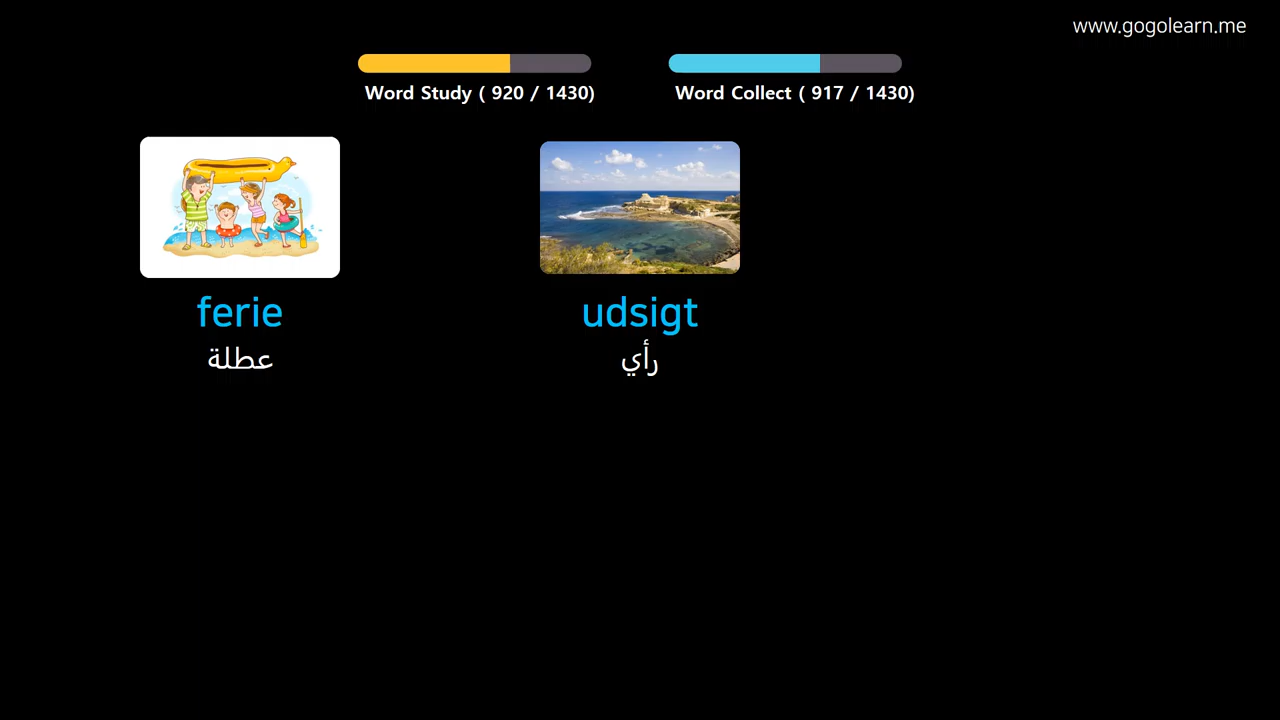 www.gogolearn.me
Word Study ( 920 / 1430)
Word Collect ( 917 / 1430)
ferie
عطلة
udsigt
رأي